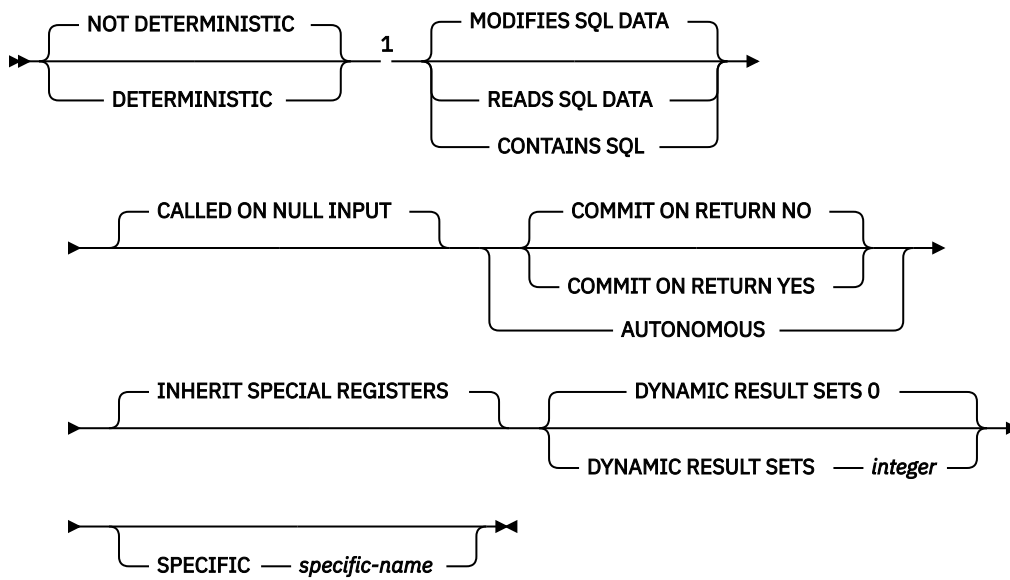 NOT DETERMINISTIC
DETERMINISTIC
1
MODIFIES SQL DATA
READS SQL DATA
CONTAINS SQL
CALLED ON NULL INPUT
COMMIT ON RETURN NO
COMMIT ON RETURN YES
AUTONOMOUS
INHERIT SPECIAL REGISTERS
DYNAMIC RESULT SETS 0
DYNAMIC RESULT SETS integer
SPECIFIC specific-name